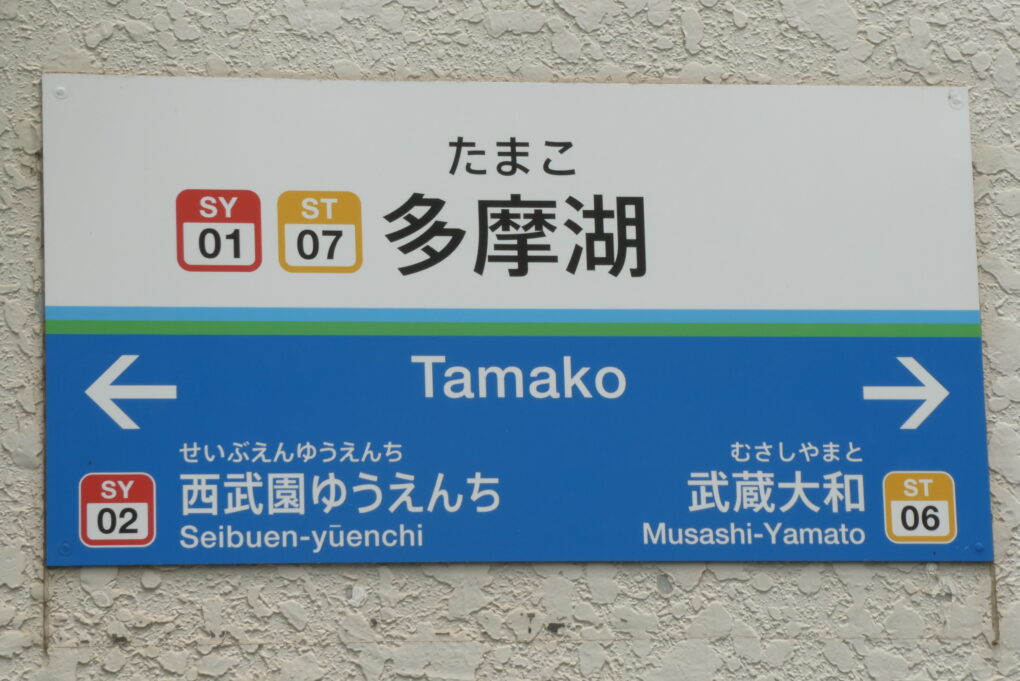 たまこ
SY 01 ST 07 多摩湖
Tamako
せいぶえんゆうえんち
SY 02 西武園ゆうえんち
Seibuen-yūenchi
むさしやまと
武蔵大和 ST 06
Musashi-Yamato